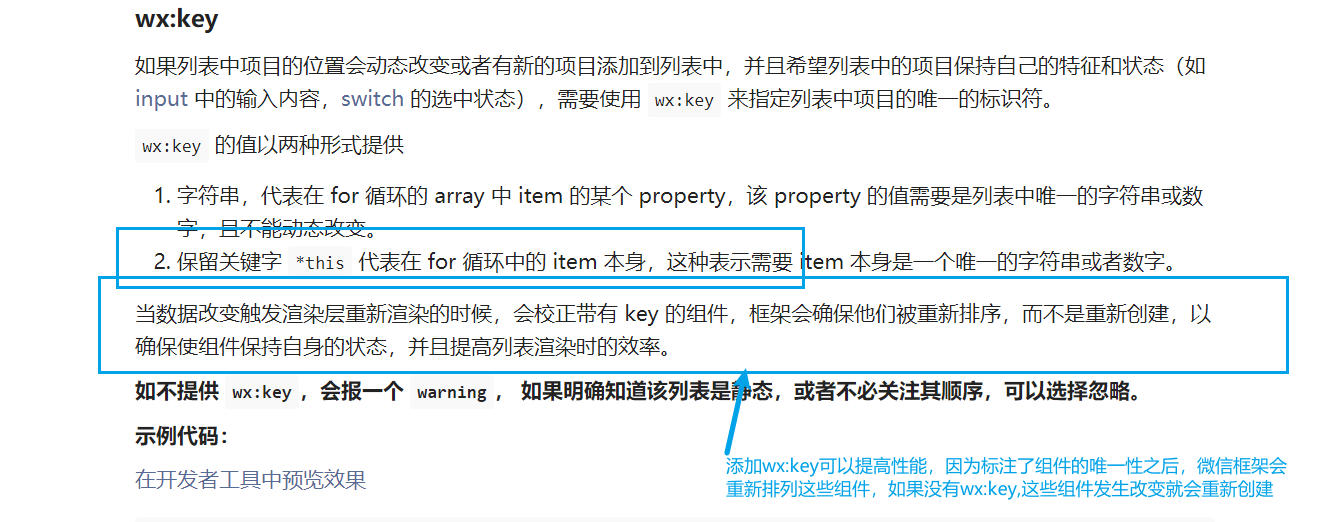 wx:key
如果列表中项目的位置会动态改变或者有新的项目添加到列表中，并且希望列表中的项目保持自己的特征和状态（如
input 中的输入内容，switch 的选中状态），需要使用 wx:key 来指定列表中项目的唯一的标识符。
wx:key 的值以两种形式提供
1. 字符串，代表在 for 循环的 array 中 item 的某个 property，该 property 的值需要是列表中唯一的字符串或数
字，且不能动态改变。
2. 保留关键字 *this 代表在 for 循环中的 item 本身，这种表示需要 item 本身是一个唯一的字符串或者数字。
当数据改变触发渲染层重新渲染的时候，会校正带有 key 的组件，框架会确保他们被重新排序，而不是重新创建，以
确保使组件保持自身的状态，并且提高列表渲染时的效率。
如不提供 wx:key，会报一个 warning， 如果明确知道该列表是静态，或者不必关注其顺序，可以选择忽略。
示例代码：
在开发者工具中预览效果
添加wx:key可以提高性能，因为标注了组件的唯一性之后，微信框架会
重新排列这些组件，如果没有wx:key,这些组件发生改变就会重新创建